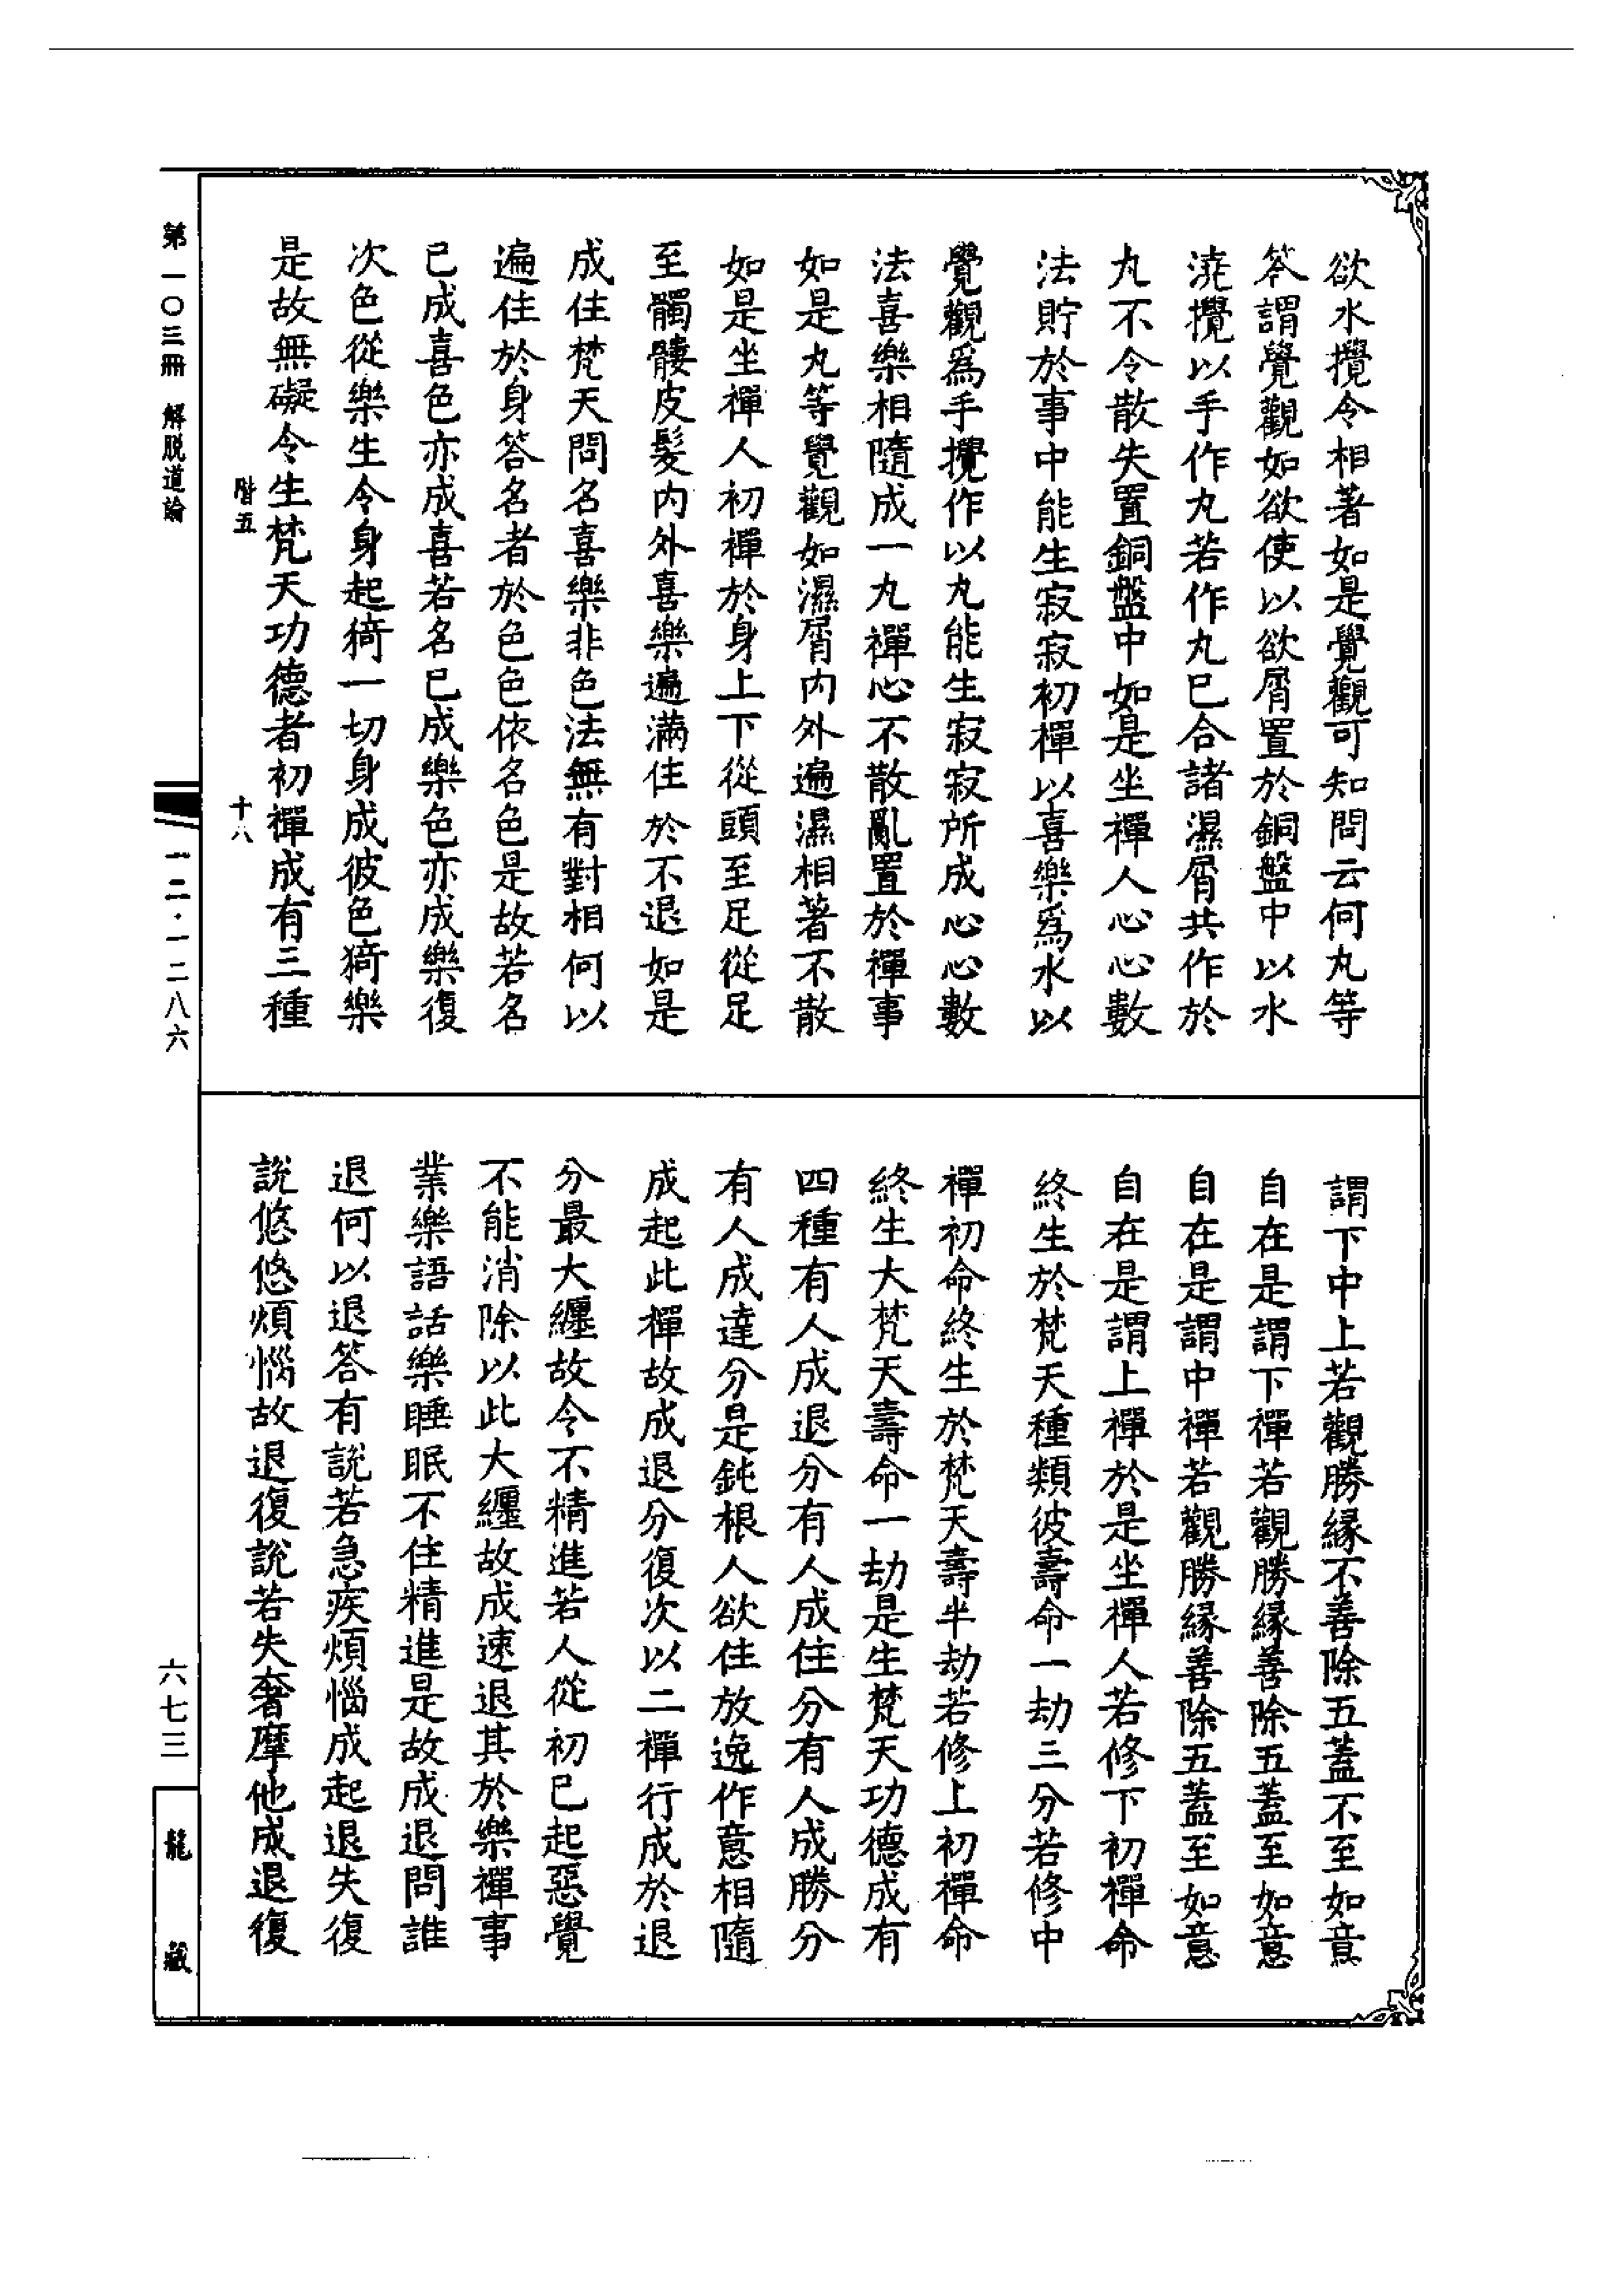 欲水攪令相著如是覺觀可知問云何丸等
答謂覺觀如欲使以欲屑置於銅盤中以水
澆攪以手作丸若作丸已合諸濕屑共作於
丸不令散失置銅盤中如是坐禪人心心數
法貯於事中能生寂寂初禪以喜樂爲水以
覺觀爲手攪作以丸能生寂寂所成心心數
法喜樂相隨成一丸禪心不散亂置於禪事
如是丸等覺觀如濕屑內外遍濕相著不散
如是坐禪人初禪於身上下從頭至足從足
至髑髏皮髮內外喜樂遍滿住於不退如是
成住梵天問名喜樂非色法無有對相何以
遍住於身答名者於色色依名色是故若名
已成喜色亦成喜若名已成樂色亦成樂復
次色從樂生令身起猗一切身成彼色猗樂
是故無礙令生梵天功德者初禪成有三種
謂下中上若觀勝緣不善除五蓋不至如意
自在是謂下禪若觀勝緣善除五蓋至如意
自在是謂中禪若觀勝緣善除五蓋至如意
自在是謂上禪於是坐禪人若修下初禪命
終生於梵天種類彼壽命一劫三分若修中
禪初命終生於梵天壽半劫若修上初禪命
終生大梵天壽命一劫是生梵天功德成有
四種有人成退分有人成住分有人成勝分
有人成達分是鈍根人欲住放逸作意相隨
成起此禪故成退分復次以二禪行成於退
分最大纏故令不精進若人從初已起惡覺
不能消除以此大纏故成速退其於樂禪事
業樂語話樂睡眠不住精進是故成退問誰
退何以退答有說若急疾煩惱成起退失復
說悠悠煩惱故退復說若失奢摩他成退復
階五
十八
第一〇三冊 解脫道論
一二·一二八六
六七三
龍藏